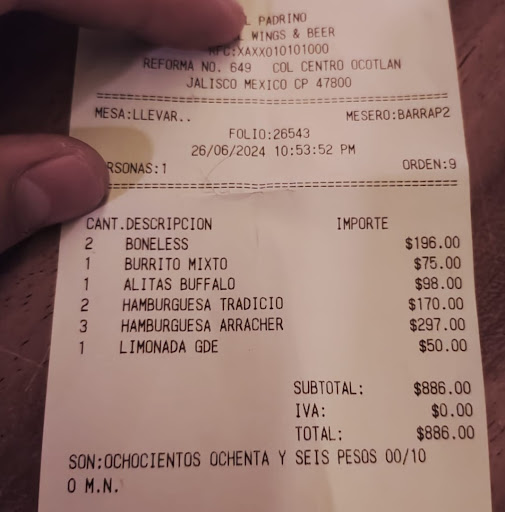 L PADRINO
L WINGS & BEER
RFC:XAXX010101000
REFORMA NO. 649 COL CENTRO OCOTLAN
JALISCO MEXICO CP 47800
MESA:LLEVAR.. MESERO:BARRAP2
FOLIO:26543
26/06/2024 10:53:52 PM
RSONAS:1 ORDEN:9
CANT.DESCRIPCION IMPORTE
2 BONELESS $196.00
1 BURRITO MIXTO $75.00
1 ALITAS BUFFALO $98.00
2 HAMBURGUESA TRADICIO $170.00
3 HAMBURGUESA ARRACHER $297.00
1 LIMONADA GDE $50.00
SUBTOTAL: $886.00
IVA: $0.00
TOTAL: $886.00
SON:OCHOCIENTOS OCHENTA Y SEIS PESOS 00/10
0 M.N.